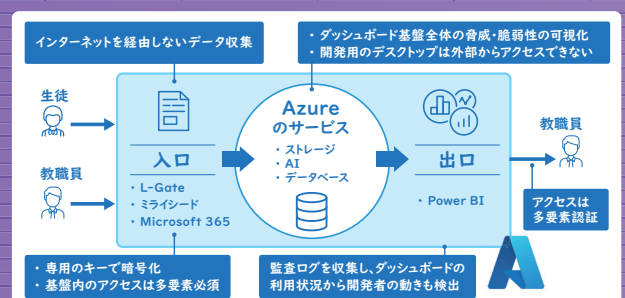 インターネットを経由しないデータ収集
・ダッシュボード基盤全体の脅威・脆弱性の可視化
・開発用のデスクトップは外部からアクセスできない
生徒
教職員
入口
・L-Gate
・ミライシード
・Microsoft 365
Azure
のサービス
・ストレージ
・AI
・データベース
出口
・Power BI
教職員
アクセスは
多要素認証
・専用のキーで暗号化
・基盤内のアクセスは多要素必須
監査ログを収集し、ダッシュボードの
利用状況から開発者の動きも検出